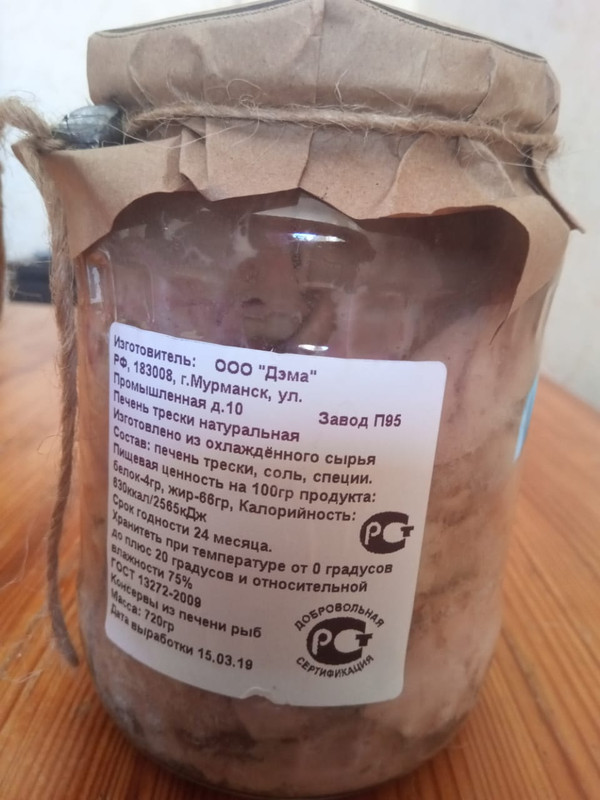 Изготовитель: ООО "Дэма"
РФ, 183008, г.Мурманск, ул.
Промышленная д.10 Завод П95
Печень трески натуральная
Изготовлено из охлаждённого сырья
Состав: печень трески, соль, специи.
Пищевая ценность на 100гр продукта:
белок-4гр, жир-66гр, Калорийность:
630ккал/2565кДж
Срок годности 24 месяца.
Хранитеть при температуре от 0 градусов
до плюс 20 градусов и относительной
влажности 75%
ГОСТ 13272-2009
Консервы из печени рыб
Масса: 720гр
Дата выработки 15.03.19
РСТ
ДОБРОВОЛЬНАЯ
РСТ
СЕРТИФИКАЦИЯ